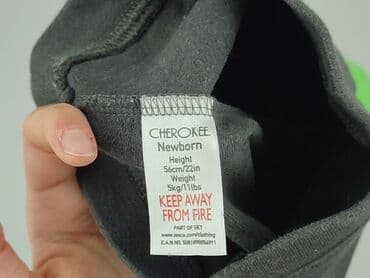 CHEROKEE
Newborn
Height
56cm/22in
Weight
5kg/11lbs
KEEP AWAY
FROM FIRE
PART OF SET
www.tesco.com/clothing